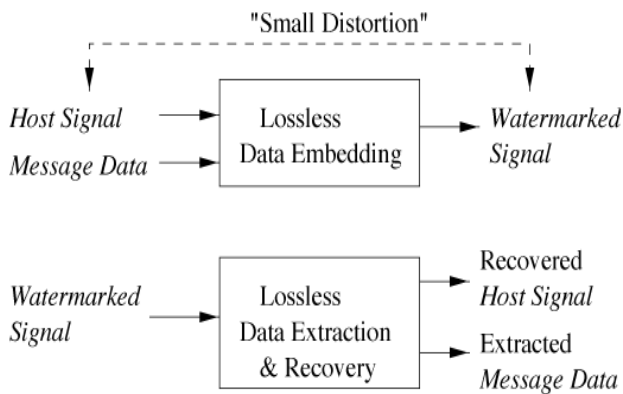 "Small Distortion"
Host Signal
Message Data
Lossless
Data Embedding
Watermarked
Signal
Watermarked
Signal
Lossless
Data Extraction
& Recovery
Recovered
Host Signal
Extracted
Message Data